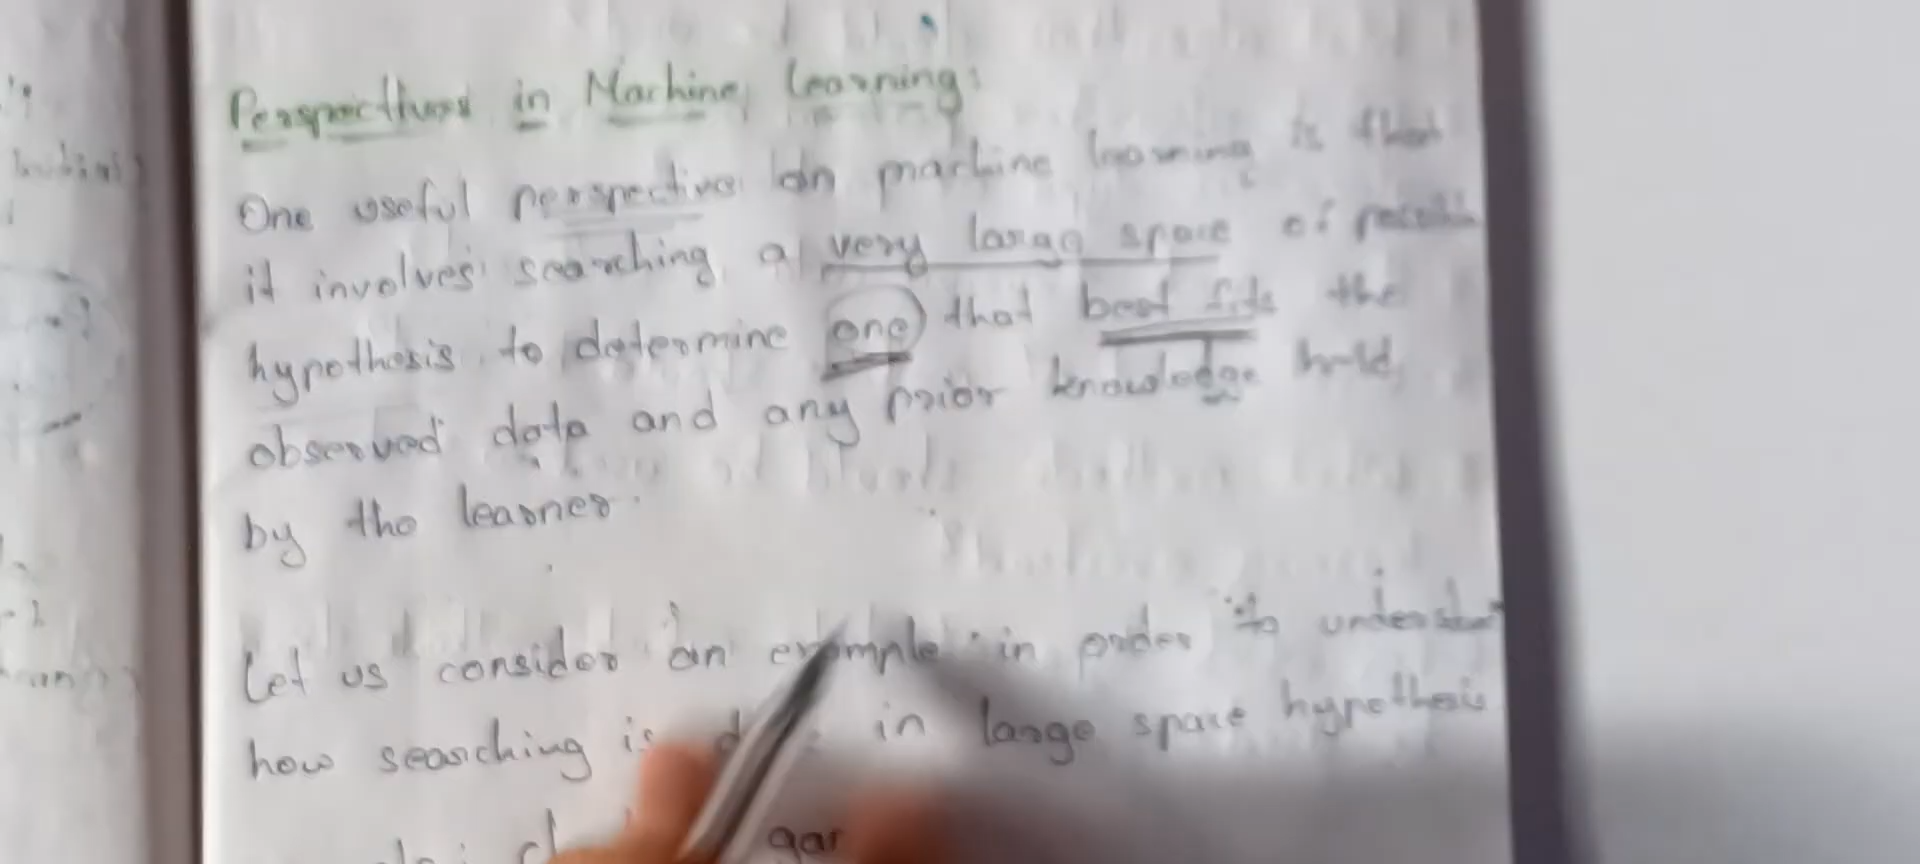 Perspectives in Machine Learning:
One useful perspective on machine learning is that
it involves searching a very large space of possible
hypothesis to determine one that best fits the
observed data and any prior knowledge held
by the learner.
Let us consider an example in order to understand
how searching is in large space hypothesis
gar